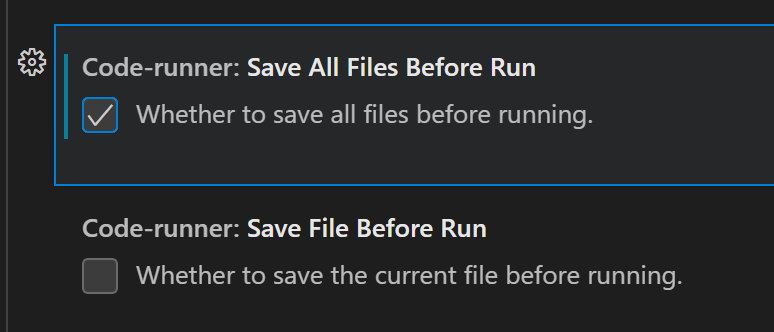 Code-runner: Save All Files Before Run
Whether to save all files before running.
Code-runner: Save File Before Run
Whether to save the current file before running.